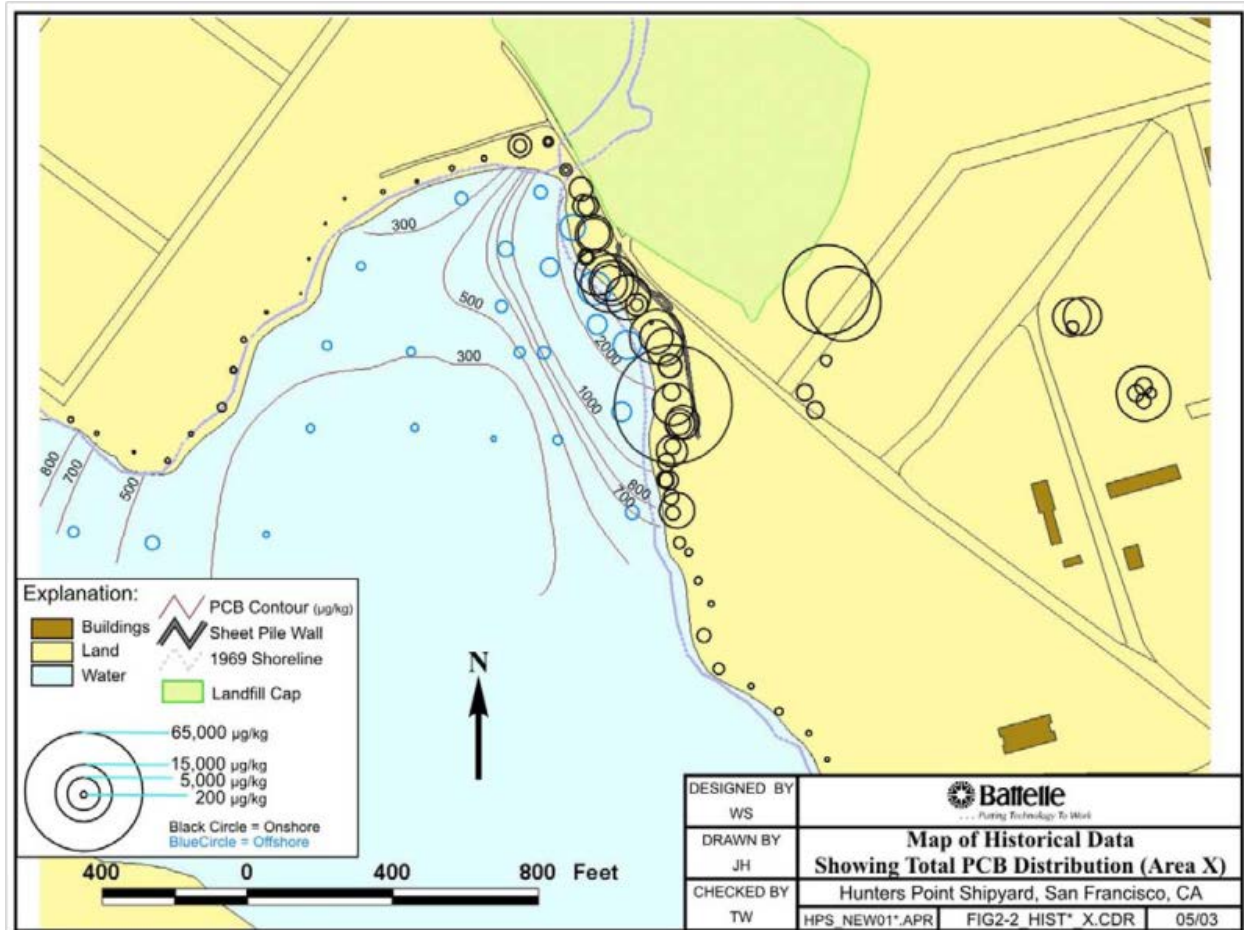 300
500
300
2000
1000
800
700
800
700
500
Explanation:
Buildings
Land
Water
PCB Contour (µg/kg)
Sheet Pile Wall
1969 Shoreline
Landfill Cap
65,000 µg/kg
15,000 µg/kg
5,000 µg/kg
200 µg/kg
Black Circle = Onshore
BlueCircle = Offshore
N
400 0 400 800 Feet
DESIGNED BY
WS
DRAWN BY
JH
CHECKED BY
TW
Battelle
. . . Putting Technology To Work
Map of Historical Data
Showing Total PCB Distribution (Area X)
Hunters Point Shipyard, San Francisco, CA
HPS_NEW01*.APR FIG2-2_HIST*_X.CDR 05/03